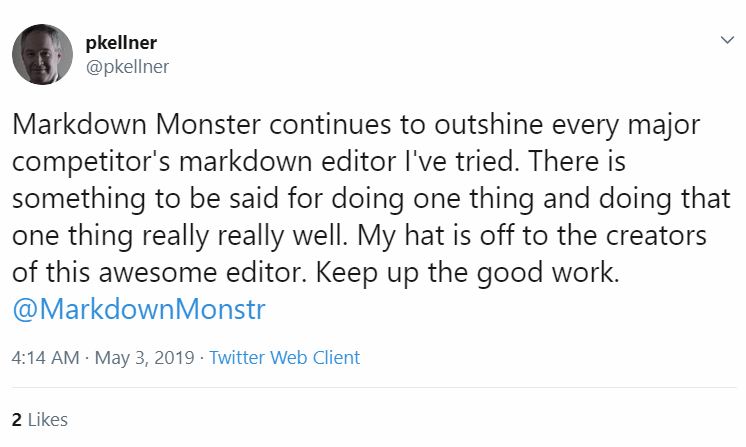 pkellner
@pkellner
Markdown Monster continues to outshine every major
competitor's markdown editor I've tried. There is
something to be said for doing one thing and doing that
one thing really really well. My hat is off to the creators
of this awesome editor. Keep up the good work.
@MarkdownMonstr
4:14 AM · May 3, 2019 · Twitter Web Client
2 Likes